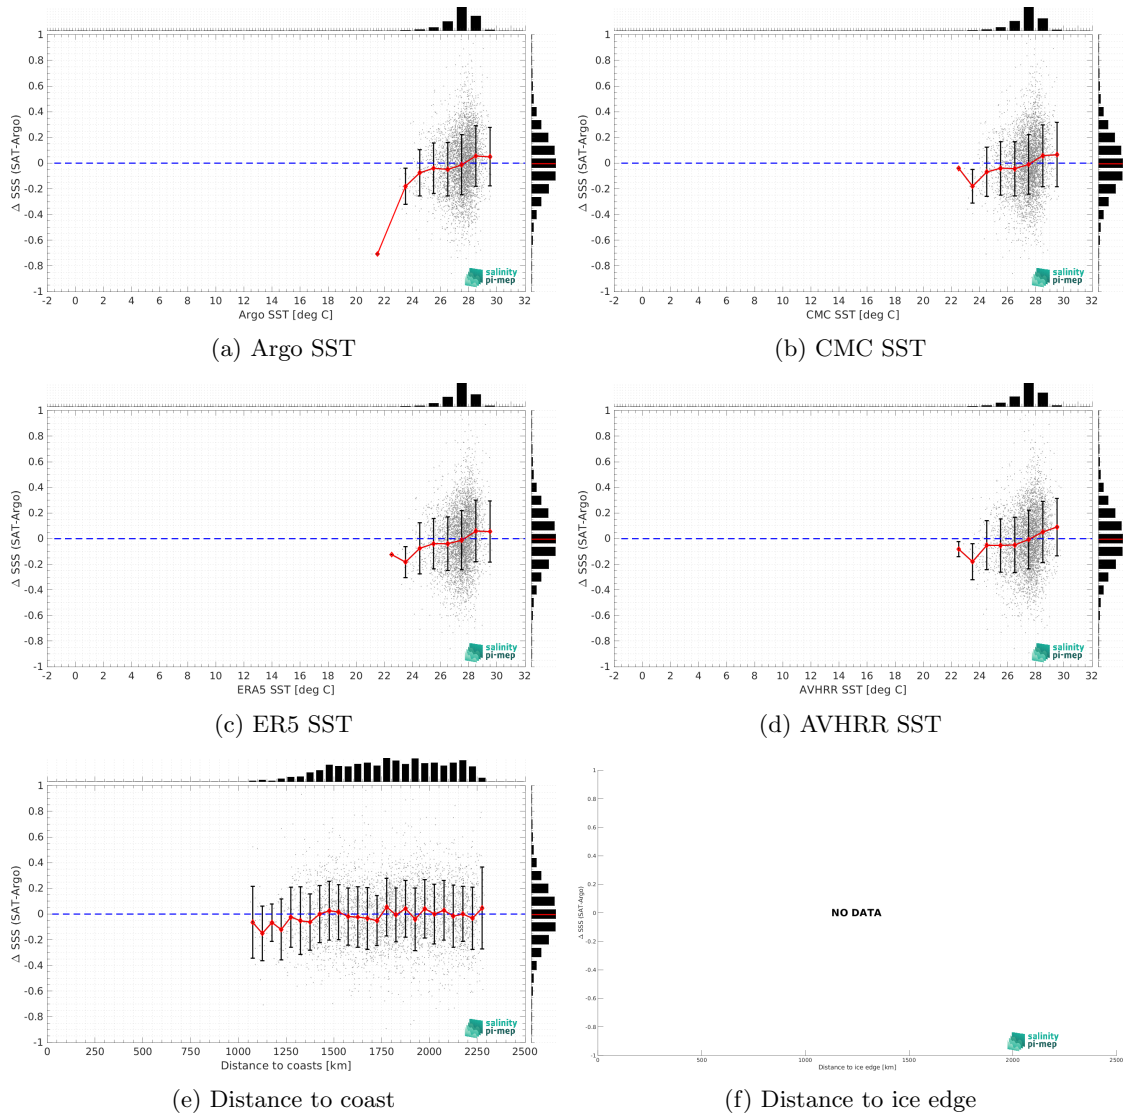 1
0.8
0.6
0.4
0.2
0
-0.2
-0.4
-0.6
-0.8
-1
Δ SSS (SAT-Argo)
-2 0 2 4 6 8 10 12 14 16 18 20 22 24 26 28 30 32
Argo SST [deg C]
salinity
pi-mep
(a) Argo SST
1
0.8
0.6
0.4
0.2
0
-0.2
-0.4
-0.6
-0.8
-1
Δ SSS (SAT-Argo)
-2 0 2 4 6 8 10 12 14 16 18 20 22 24 26 28 30 32
CMC SST [deg C]
salinity
pi-mep
(b) CMC SST
1
0.8
0.6
0.4
0.2
0
-0.2
-0.4
-0.6
-0.8
-1
Δ SSS (SAT-Argo)
-2 0 2 4 6 8 10 12 14 16 18 20 22 24 26 28 30 32
ERA5 SST [deg C]
salinity
pi-mep
(c) ER5 SST
1
0.8
0.6
0.4
0.2
0
-0.2
-0.4
-0.6
-0.8
-1
Δ SSS (SAT-Argo)
-2 0 2 4 6 8 10 12 14 16 18 20 22 24 26 28 30 32
AVHRR SST [deg C]
salinity
pi-mep
(d) AVHRR SST
1
0.8
0.6
0.4
0.2
0
-0.2
-0.4
-0.6
-0.8
-1
Δ SSS (SAT-Argo)
0 250 500 750 1000 1250 1500 1750 2000 2250 2500
Distance to coasts [km]
salinity
pi-mep
(e) Distance to coast
1
0.8
0.6
0.4
0.2
0
-0.2
-0.4
-0.6
-0.8
-1
Δ SSS (SAT-Argo)
NO DATA
0 500 1000 1500 2000 2500
Distance to ice edge [km]
salinity
pi-mep
(f) Distance to ice edge